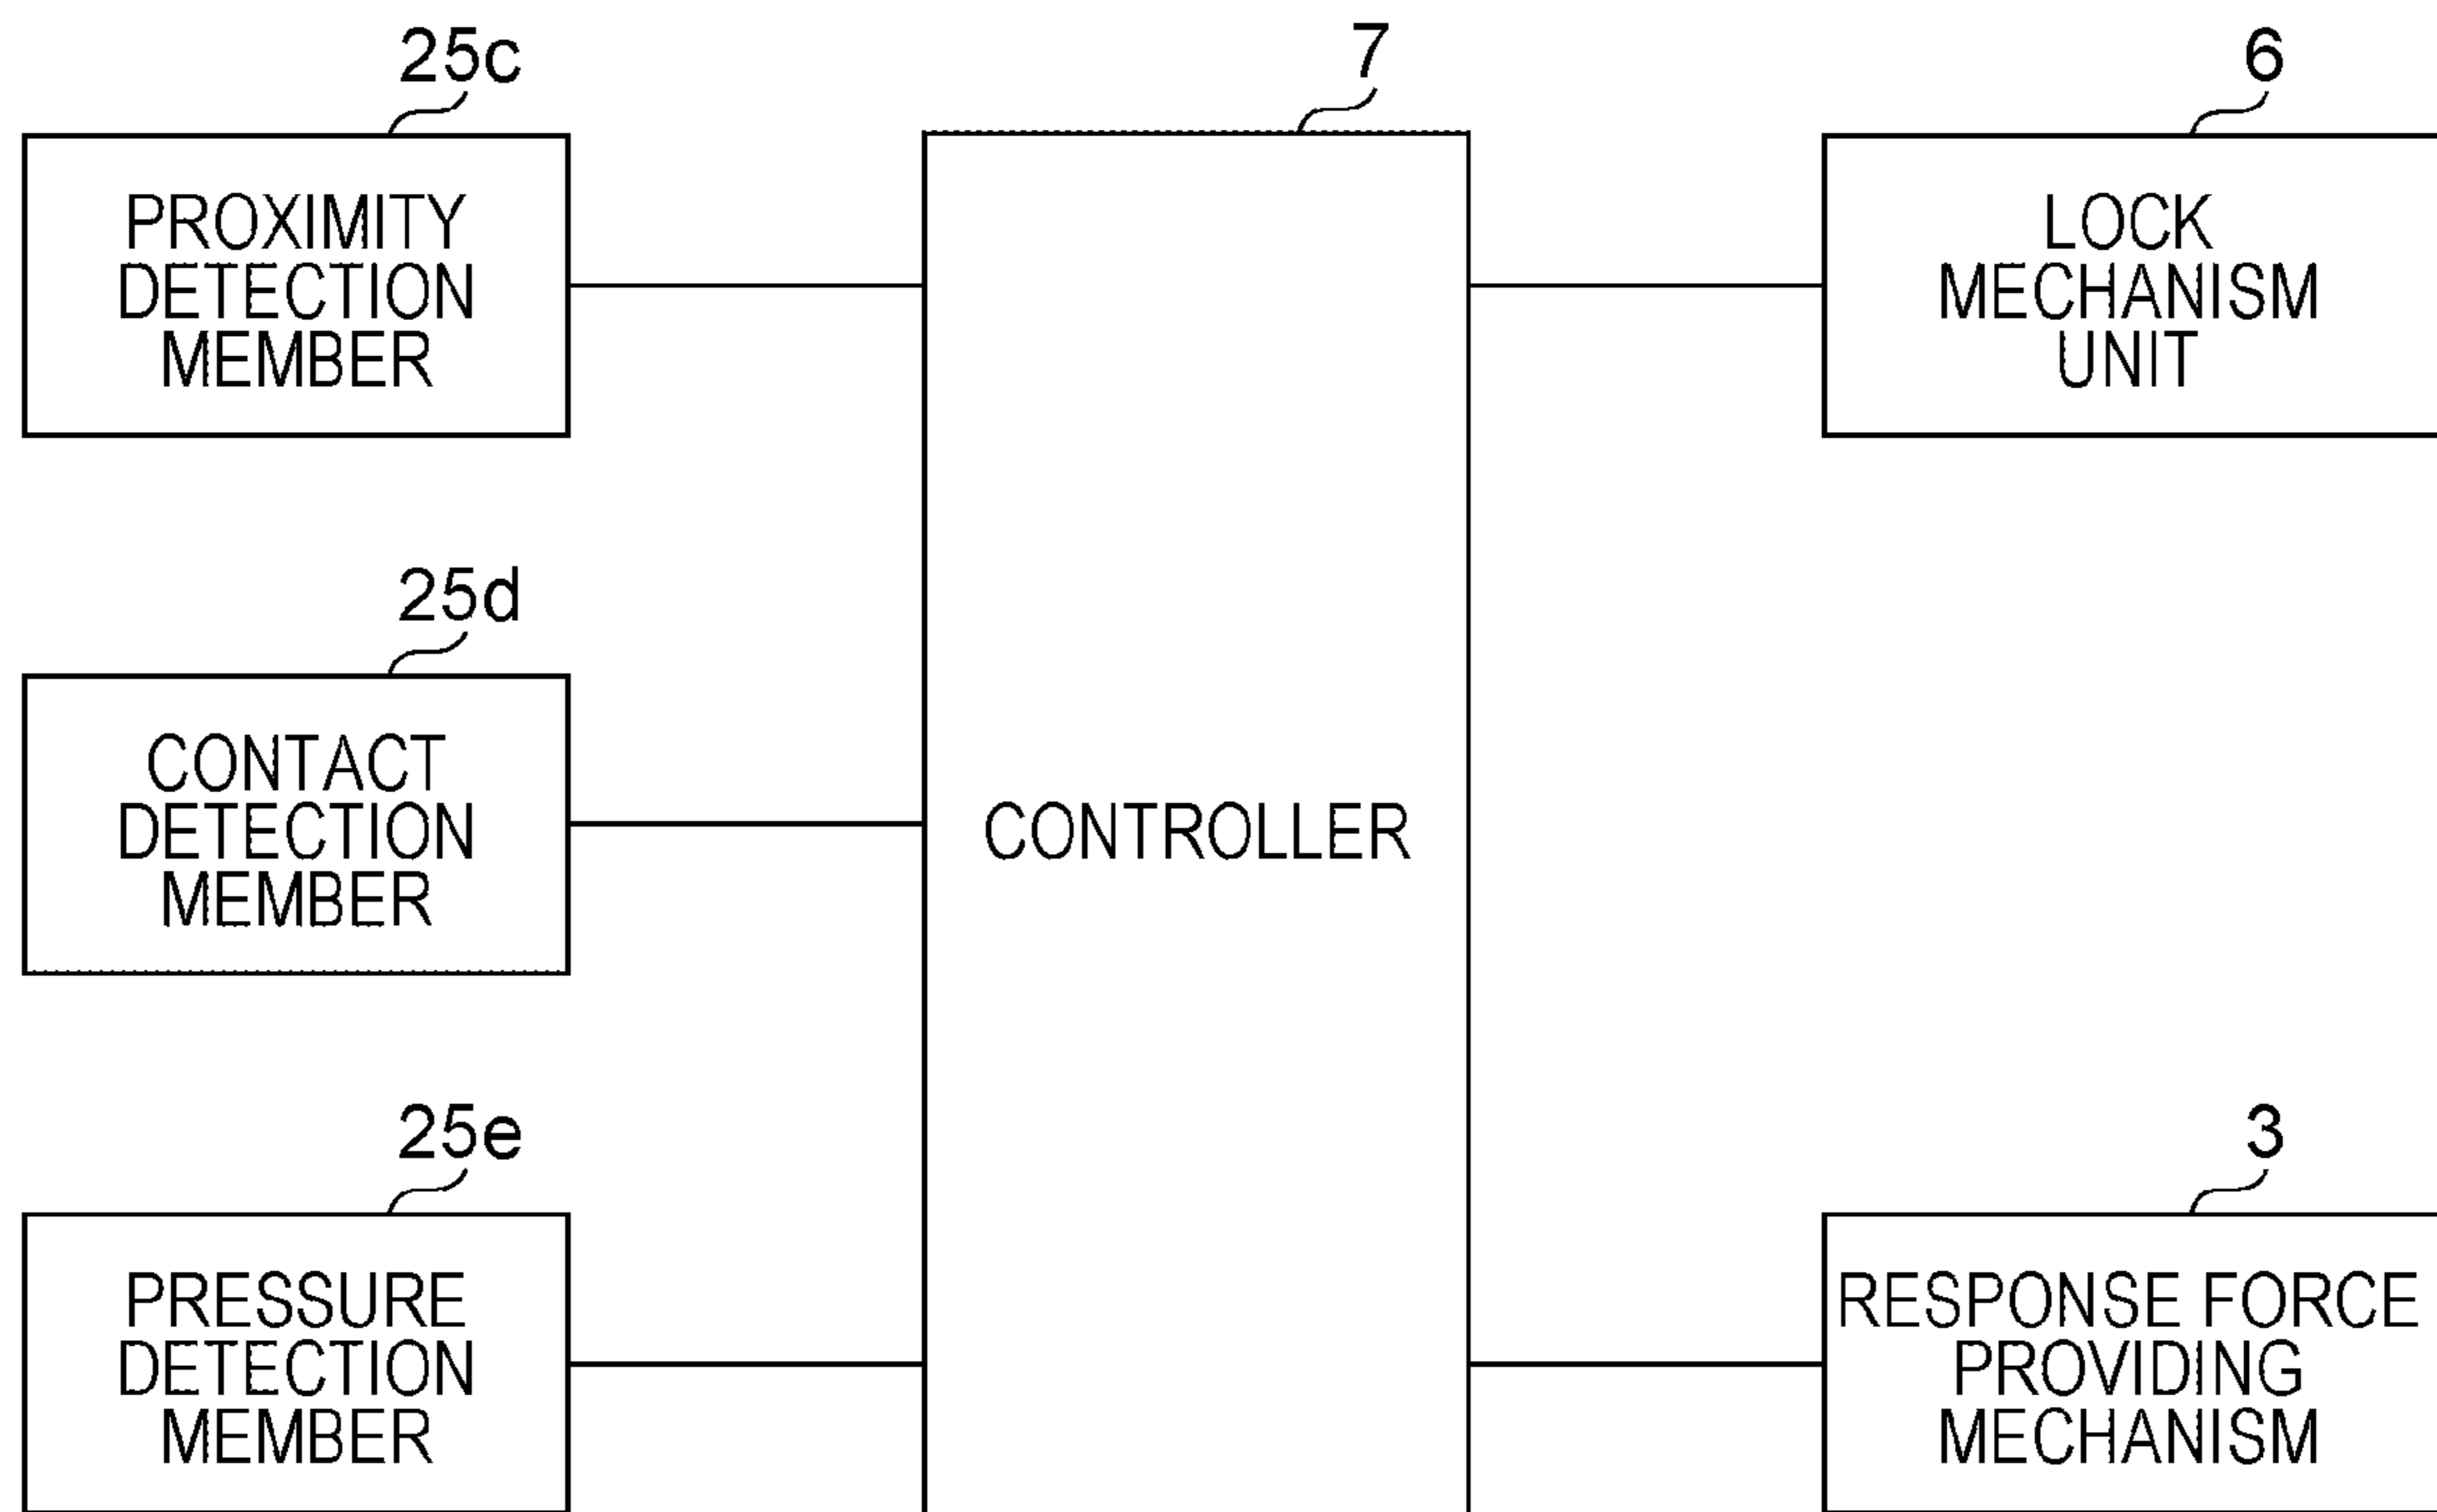 25c
PROXIMITY
DETECTION
MEMBER
25d
CONTACT
DETECTION
MEMBER
25e
PRESSURE
DETECTION
MEMBER
7
CONTROLLER
6
LOCK
MECHANISM
UNIT
3
RESPONSE FORCE
PROVIDING
MECHANISM